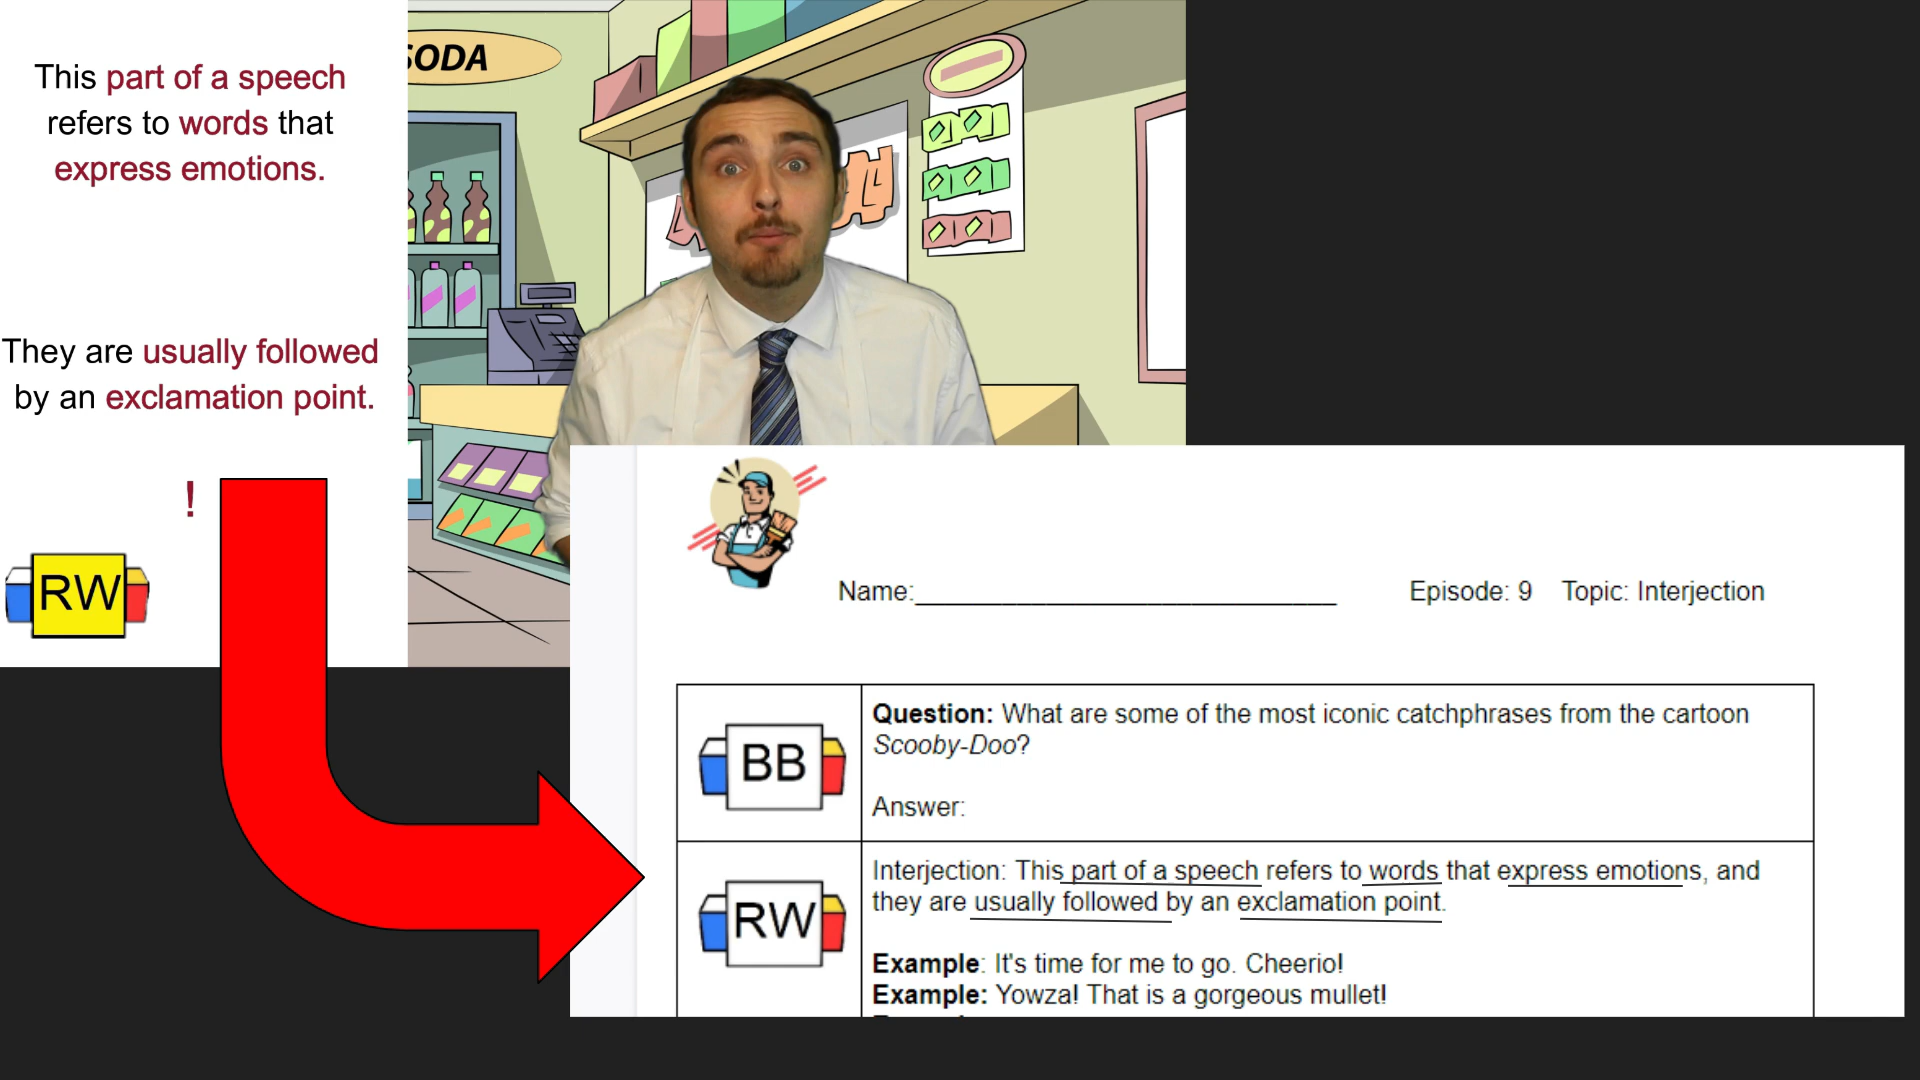 This part of a speech
refers to words that
express emotions.
They are usually followed
by an exclamation point.
!
RW
SODA
Name:______________________________ Episode: 9 Topic: Interjection
BB
Question: What are some of the most iconic catchphrases from the cartoon
Scooby-Doo?
Answer:
RW
Interjection: This part of a speech refers to words that express emotions, and
they are usually followed by an exclamation point.
Example: It's time for me to go. Cheerio!
Example: Yowza! That is a gorgeous mullet!